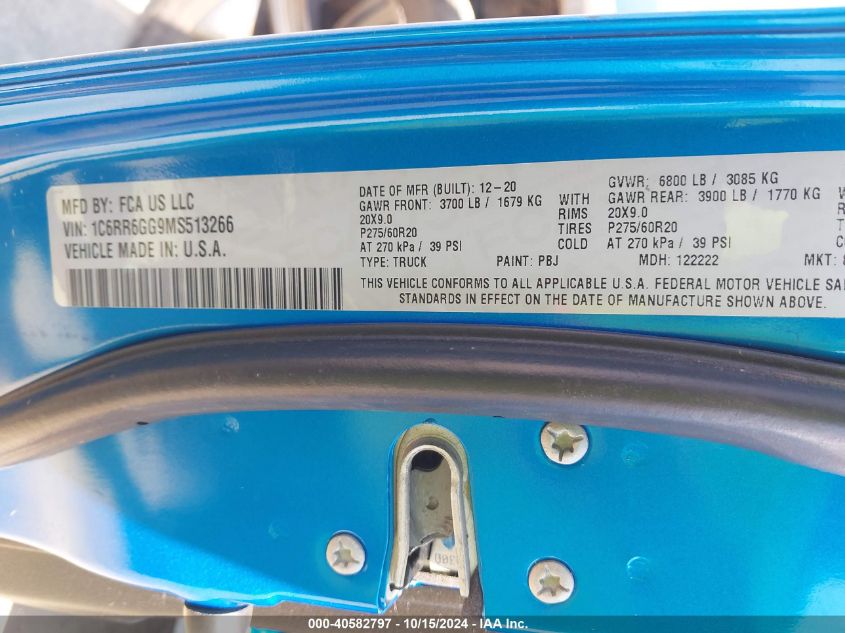 MFD BY: FCA US LLC
VIN: 1C6RR6GG9MS513266
VEHICLE MADE IN: U.S.A.
DATE OF MFR (BUILT): 12-20
GAWR FRONT: 3700 LB / 1679 KG WITH
20X9.0 RIMS
P275/60R20 TIRES
AT 270 kPa / 39 PSI COLD
GVWR: 6800 LB / 3085 KG
GAWR REAR: 3900 LB / 1770 KG
20X9.0
P275/60R20
AT 270 kPa / 39 PSI
TYPE: TRUCK PAINT: PBJ MDH: 122222 MKT:
THIS VEHICLE CONFORMS TO ALL APPLICABLE U.S.A. FEDERAL MOTOR VEHICLE SA
STANDARDS IN EFFECT ON THE DATE OF MANUFACTURE SHOWN ABOVE.
000-40582797 - 10/15/2024 - IAA Inc.